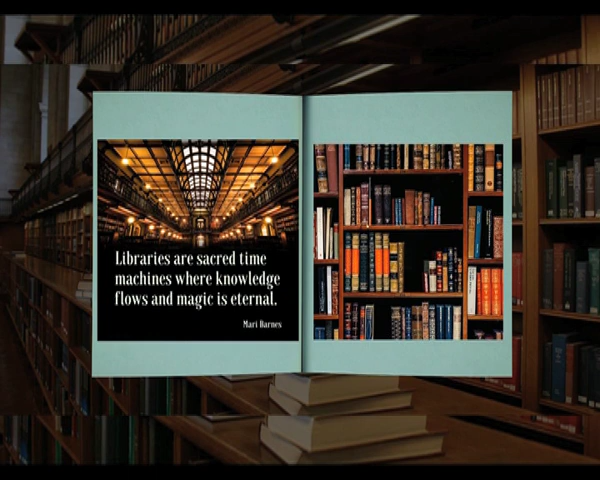 Libraries are sacred time
machines where knowledge
flows and magic is eternal.
Mari Barnes